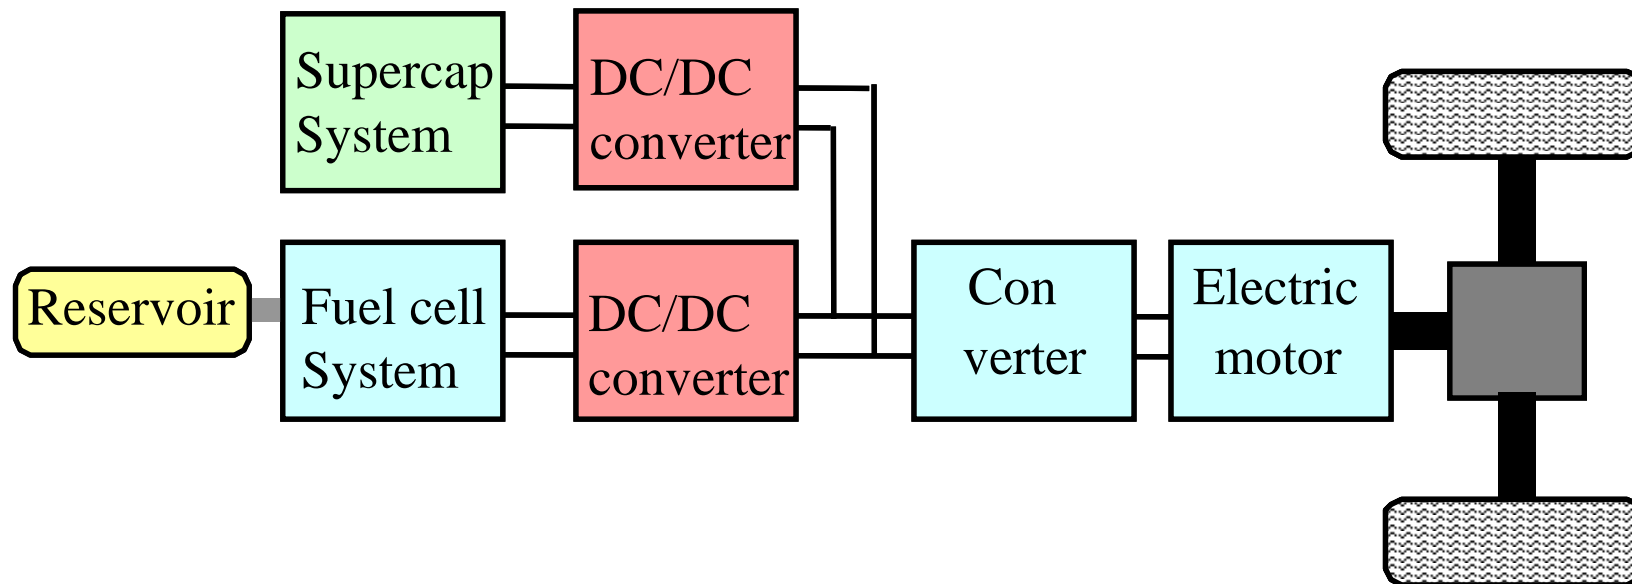 Supercap
System
DC/DC
converter
Reservoir
Fuel cell
System
DC/DC
converter
Con
verter
Electric
motor